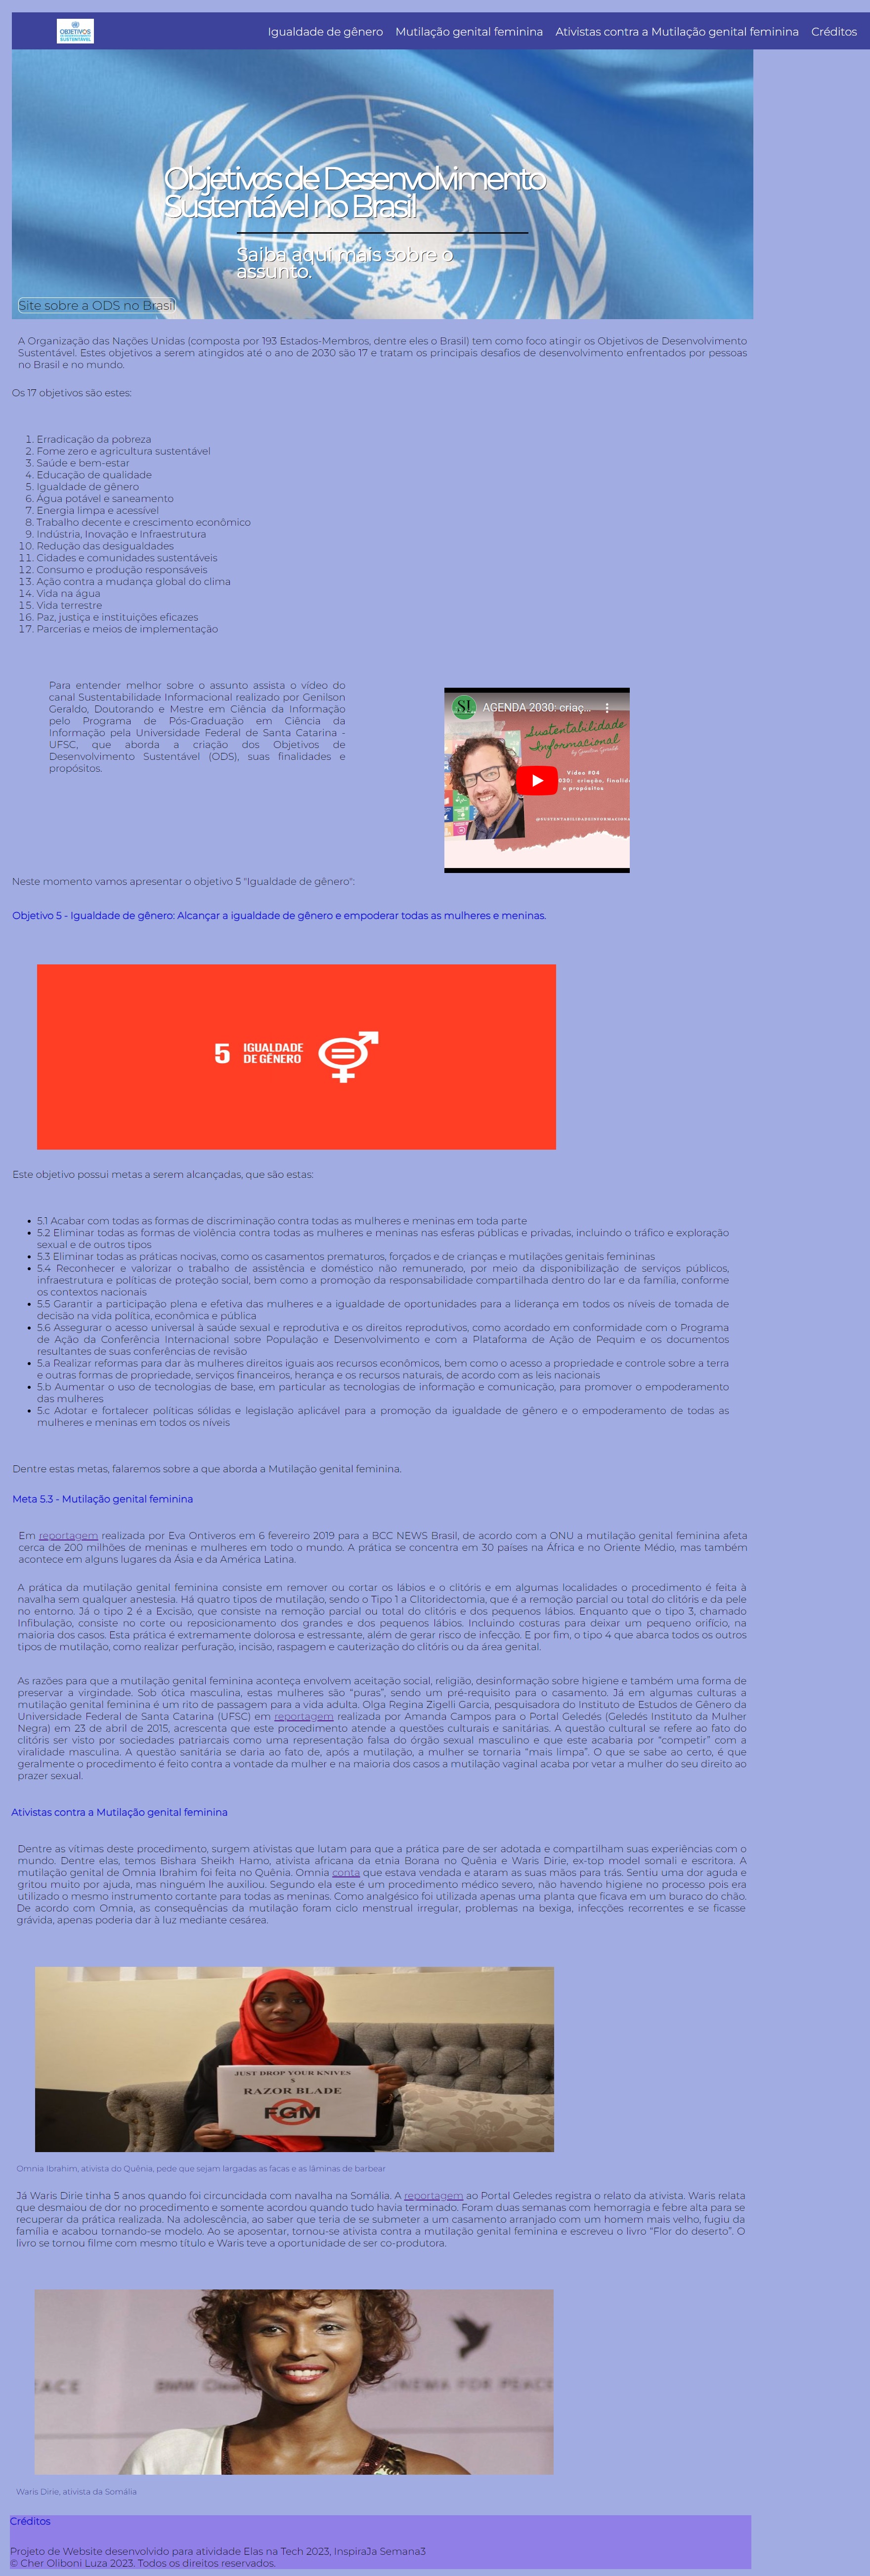 OBJETIVOS
SUSTENTÁVEL
Igualdade de gênero Mutilação genital feminina Ativistas contra a Mutilação genital feminina Créditos
Objetivos de Desenvolvimento
Sustentável no Brasil
Saiba aqui mais sobre o
assunto.
Site sobre a ODS no Brasil
A Organização das Nações Unidas (composta por 193 Estados-Membros, dentre eles o Brasil) tem como foco atingir os Objetivos de Desenvolvimento
Sustentável. Estes objetivos a serem atingidos até o ano de 2030 são 17 e tratam os principais desafios de desenvolvimento enfrentados por pessoas
no Brasil e no mundo.
Os 17 objetivos são estes:
1. Erradicação da pobreza
2. Fome zero e agricultura sustentável
3. Saúde e bem-estar
4. Educação de qualidade
5. Igualdade de gênero
6. Água potável e saneamento
7. Energia limpa e acessível
8. Trabalho decente e crescimento econômico
9. Indústria, Inovação e Infraestrutura
10. Redução das desigualdades
11. Cidades e comunidades sustentáveis
12. Consumo e produção responsáveis
13. Ação contra a mudança global do clima
14. Vida na água
15. Vida terrestre
16. Paz, justiça e instituições eficazes
17. Parcerias e meios de implementação
Para entender melhor sobre o assunto assista o vídeo do
canal Sustentabilidade Informacional realizado por Genilson
Geraldo, Doutorando e Mestre em Ciência da Informação
pelo Programa de Pós-Graduação em Ciência da
Informação pela Universidade Federal de Santa Catarina -
UFSC, que aborda a criação dos Objetivos de
Desenvolvimento Sustentável (ODS), suas finalidades e
propósitos.
S! AGENDA 2030: criaç...
Sustentabilidade
Informacional
by Genilson Geraldo
Vídeo #04
030: criação, finalid
e propósitos
@SUSTENTABILIDADEINFORMACIONA
Neste momento vamos apresentar o objetivo 5 "Igualdade de gênero":
Objetivo 5 - Igualdade de gênero: Alcançar a igualdade de gênero e empoderar todas as mulheres e meninas.
5 IGUALDADE
DE GÊNERO
Este objetivo possui metas a serem alcançadas, que são estas:
• 5.1 Acabar com todas as formas de discriminação contra todas as mulheres e meninas em toda parte
• 5.2 Eliminar todas as formas de violência contra todas as mulheres e meninas nas esferas públicas e privadas, incluindo o tráfico e exploração
sexual e de outros tipos
• 5.3 Eliminar todas as práticas nocivas, como os casamentos prematuros, forçados e de crianças e mutilações genitais femininas
• 5.4 Reconhecer e valorizar o trabalho de assistência e doméstico não remunerado, por meio da disponibilização de serviços públicos,
infraestrutura e políticas de proteção social, bem como a promoção da responsabilidade compartilhada dentro do lar e da família, conforme
os contextos nacionais
• 5.5 Garantir a participação plena e efetiva das mulheres e a igualdade de oportunidades para a liderança em todos os níveis de tomada de
decisão na vida política, econômica e pública
• 5.6 Assegurar o acesso universal à saúde sexual e reprodutiva e os direitos reprodutivos, como acordado em conformidade com o Programa
de Ação da Conferência Internacional sobre População e Desenvolvimento e com a Plataforma de Ação de Pequim e os documentos
resultantes de suas conferências de revisão
• 5.a Realizar reformas para dar às mulheres direitos iguais aos recursos econômicos, bem como o acesso a propriedade e controle sobre a terra
e outras formas de propriedade, serviços financeiros, herança e os recursos naturais, de acordo com as leis nacionais
• 5.b Aumentar o uso de tecnologias de base, em particular as tecnologias de informação e comunicação, para promover o empoderamento
das mulheres
• 5.c Adotar e fortalecer políticas sólidas e legislação aplicável para a promoção da igualdade de gênero e o empoderamento de todas as
mulheres e meninas em todos os níveis
Dentre estas metas, falaremos sobre a que aborda a Mutilação genital feminina.
Meta 5.3 - Mutilação genital feminina
Em reportagem realizada por Eva Ontiveros em 6 fevereiro 2019 para a BCC NEWS Brasil, de acordo com a ONU a mutilação genital feminina afeta
cerca de 200 milhões de meninas e mulheres em todo o mundo. A prática se concentra em 30 países na África e no Oriente Médio, mas também
acontece em alguns lugares da Ásia e da América Latina.
A prática da mutilação genital feminina consiste em remover ou cortar os lábios e o clitóris e em algumas localidades o procedimento é feita à
navalha sem qualquer anestesia. Há quatro tipos de mutilação, sendo o Tipo 1 a Clitoridectomia, que é a remoção parcial ou total do clitóris e da pele
no entorno. Já o tipo 2 é a Excisão, que consiste na remoção parcial ou total do clitóris e dos pequenos lábios. Enquanto que o tipo 3, chamado
Infibulação, consiste no corte ou reposicionamento dos grandes e dos pequenos lábios. Incluindo costuras para deixar um pequeno orifício, na
maioria dos casos. Esta prática é extremamente dolorosa e estressante, além de gerar risco de infecção. E por fim, o tipo 4 que abarca todos os outros
tipos de mutilação, como realizar perfuração, incisão, raspagem e cauterização do clitóris ou da área genital.
As razões para que a mutilação genital feminina aconteça envolvem aceitação social, religião, desinformação sobre higiene e também uma forma de
preservar a virgindade. Sob ótica masculina, estas mulheres são “puras”, sendo um pré-requisito para o casamento. Já em algumas culturas a
mutilação genital feminina é um rito de passagem para a vida adulta. Olga Regina Zigelli Garcia, pesquisadora do Instituto de Estudos de Gênero da
Universidade Federal de Santa Catarina (UFSC) em reportagem realizada por Amanda Campos para o Portal Geledés (Geledés Instituto da Mulher
Negra) em 23 de abril de 2015, acrescenta que este procedimento atende a questões culturais e sanitárias. A questão cultural se refere ao fato do
clitóris ser visto por sociedades patriarcais como uma representação falsa do órgão sexual masculino e que este acabaria por “competir” com a
viralidade masculina. A questão sanitária se daria ao fato de, após a mutilação, a mulher se tornaria “mais limpa”. O que se sabe ao certo, é que
geralmente o procedimento é feito contra a vontade da mulher e na maioria dos casos a mutilação vaginal acaba por vetar a mulher do seu direito ao
prazer sexual.
Ativistas contra a Mutilação genital feminina
Dentre as vítimas deste procedimento, surgem ativistas que lutam para que a prática pare de ser adotada e compartilham suas experiências com o
mundo. Dentre elas, temos Bishara Sheikh Hamo, ativista africana da etnia Borana no Quênia e Waris Dirie, ex-top model somali e escritora. A
mutilação genital de Omnia Ibrahim foi feita no Quênia. Omnia conta que estava vendada e ataram as suas mãos para trás. Sentiu uma dor aguda e
gritou muito por ajuda, mas ninguém lhe auxiliou. Segundo ela este é um procedimento médico severo, não havendo higiene no processo pois era
utilizado o mesmo instrumento cortante para todas as meninas. Como analgésico foi utilizada apenas uma planta que ficava em um buraco do chão.
De acordo com Omnia, as consequências da mutilação foram ciclo menstrual irregular, problemas na bexiga, infecções recorrentes e se ficasse
grávida, apenas poderia dar à luz mediante cesárea.
JUST DROP YOUR KNIVES
$
RAZOR BLADE
FGM
Omnia Ibrahim, ativista do Quênia, pede que sejam largadas as facas e as lâminas de barbear
Já Waris Dirie tinha 5 anos quando foi circuncidada com navalha na Somália. A reportagem ao Portal Geledes registra o relato da ativista. Waris relata
que desmaiou de dor no procedimento e somente acordou quando tudo havia terminado. Foram duas semanas com hemorragia e febre alta para se
recuperar da prática realizada. Na adolescência, ao saber que teria de se submeter a um casamento arranjado com um homem mais velho, fugiu da
família e acabou tornando-se modelo. Ao se aposentar, tornou-se ativista contra a mutilação genital feminina e escreveu o livro “Flor do deserto”. O
livro se tornou filme com mesmo título e Waris teve a oportunidade de ser co-produtora.
EACE BMW CINEMA FOR PEACE
Waris Dirie, ativista da Somália
Créditos
Projeto de Website desenvolvido para atividade Elas na Tech 2023, InspiraJa Semana3
© Cher Oliboni Luza 2023. Todos os direitos reservados.